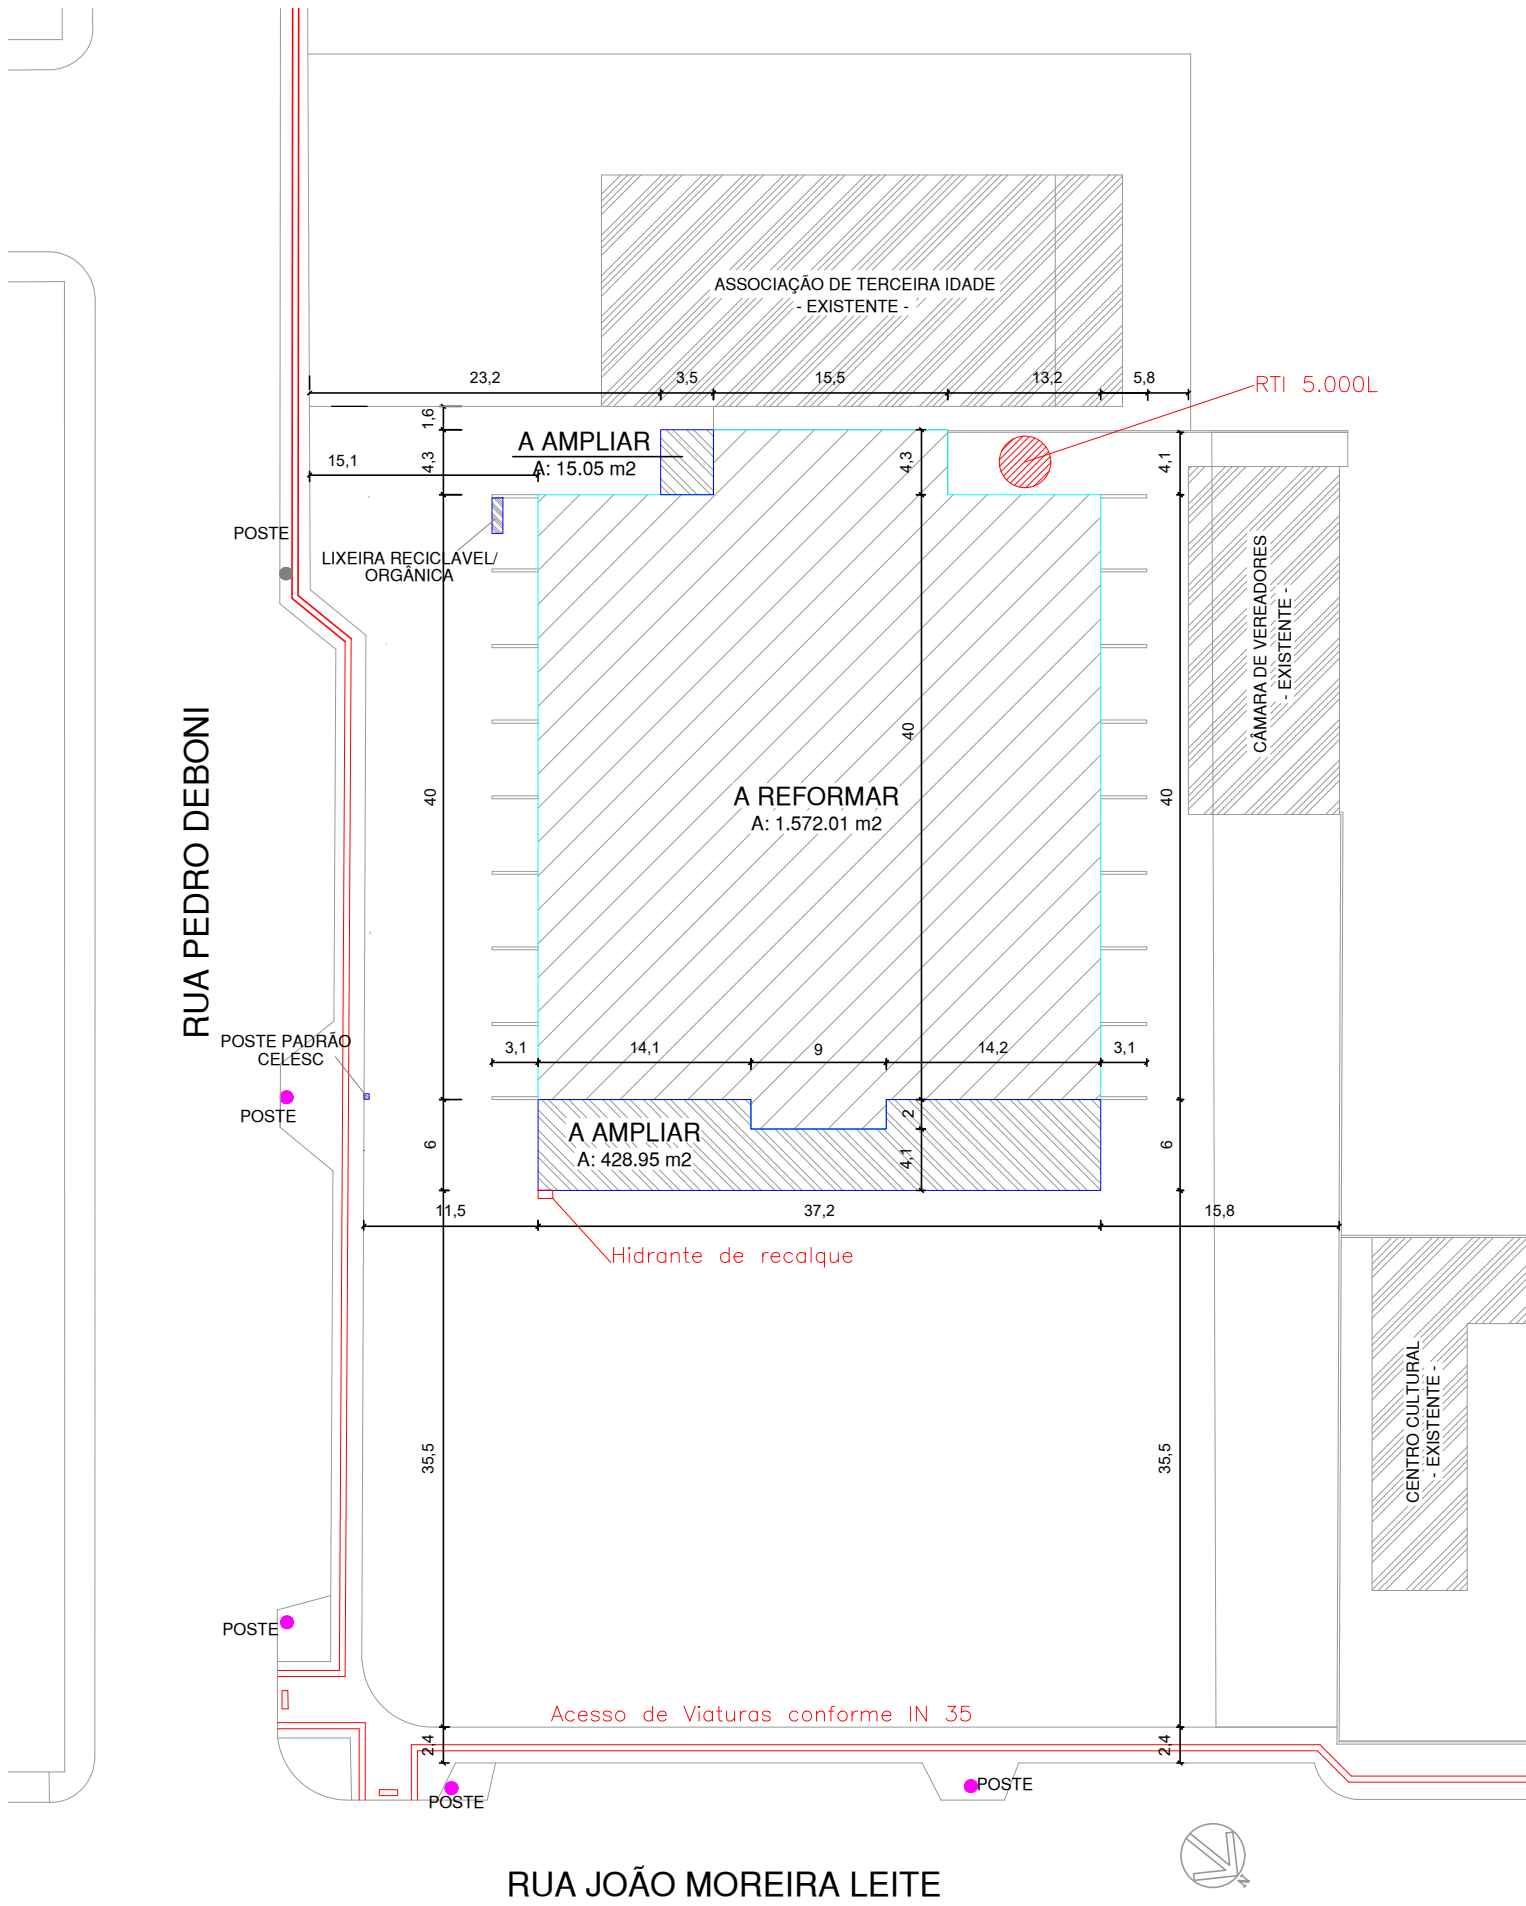 ASSOCIAÇÃO DE TERCEIRA IDADE
- EXISTENTE -
23,2
3,5
15,5
13,2
5,8
RTI 5.000L
1,6
A AMPLIAR
A: 15.05 m2
15,1
4,3
4,3
4,1
POSTE
LIXEIRA RECICLAVEL/
ORGÂNICA
CÂMARA DE VEREADORES
- EXISTENTE -
RUA PEDRO DEBONI
40
40
40
A REFORMAR
A: 1.572.01 m2
POSTE PADRÃO
CELESC
3,1
14,1
9
14,2
3,1
POSTE
A AMPLIAR
A: 428.95 m2
6
2
4,1
6
11,5
37,2
15,8
Hidrante de recalque
CENTRO CULTURAL
- EXISTENTE -
35,5
35,5
POSTE
Acesso de Viaturas conforme IN 35
2,4
2,4
POSTE
POSTE
N
RUA JOÃO MOREIRA LEITE